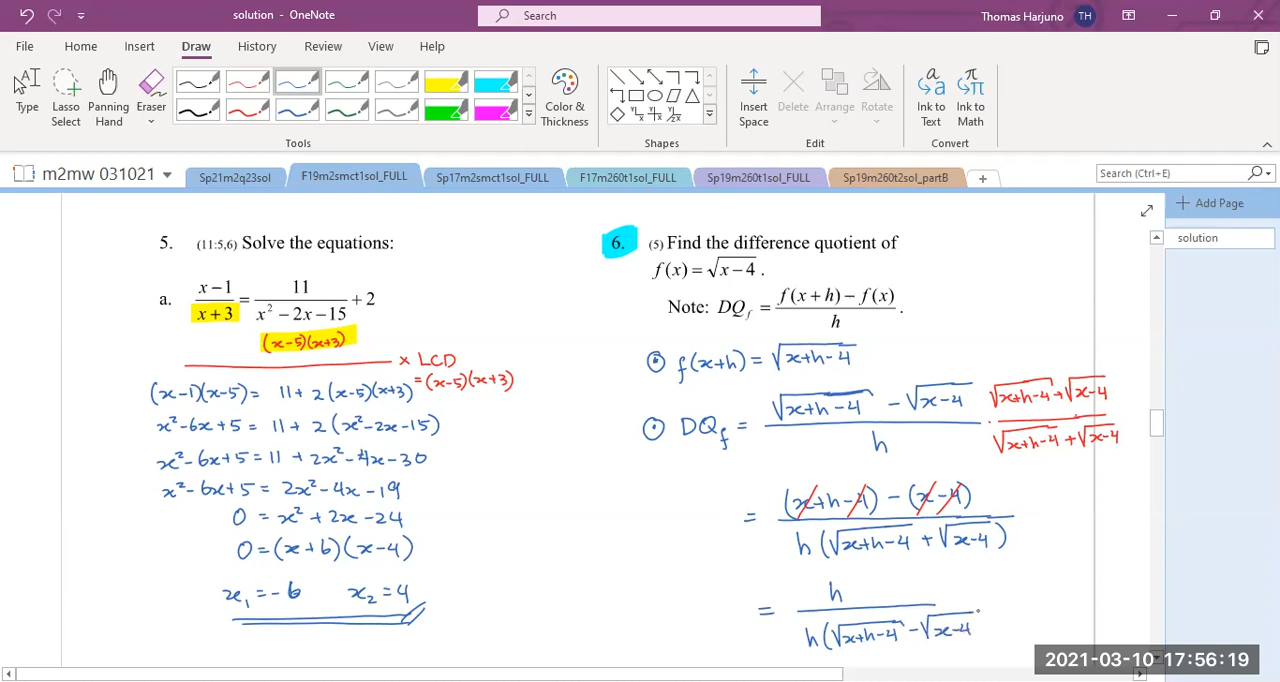 solution - OneNote
Search
Thomas Harjuno TH
File Home Insert Draw History Review View Help
Type Lasso Select Panning Hand Eraser Color & Thickness Insert Space Delete Arrange Rotate Ink to Text Ink to Math
Tools Shapes Edit Convert
m2mw 031021 Sp21m2q23sol F19m2smct1sol_FULL Sp17m2smct1sol_FULL F17m260t1sol_FULL Sp19m260t1sol_FULL Sp19m260t2sol_partB Search (Ctrl+E)
Add Page
solution
5. (11:5,6) Solve the equations:
a. (x−1)/(x+3) = 11/(x²−2x−15) + 2
(x-5)(x+3)
× LCD
= (x-5)(x+3)
(x-1)(x-5) = 11 + 2(x-5)(x+3)
x²-6x+5 = 11 + 2(x²-2x-15)
x²-6x+5 = 11 + 2x²-4x-30
x²-6x+5 = 2x²-4x-19
0 = x²+2x-24
0 = (x+6)(x-4)
x₁ = -6 x₂ = 4
6. (5) Find the difference quotient of
f(x) = √(x−4).
Note: DQ_f = (f(x+h) − f(x))/h.
f(x+h) = √(x+h-4)
DQ_f = (√(x+h-4) - √(x-4))/h · (√(x+h-4) + √(x-4))/(√(x+h-4) + √(x-4))
= ((x+h-4) - (x-4))/(h(√(x+h-4) + √(x-4)))
= h/(h(√(x+h-4) - √(x-4)
2021-03-10 17:56:19